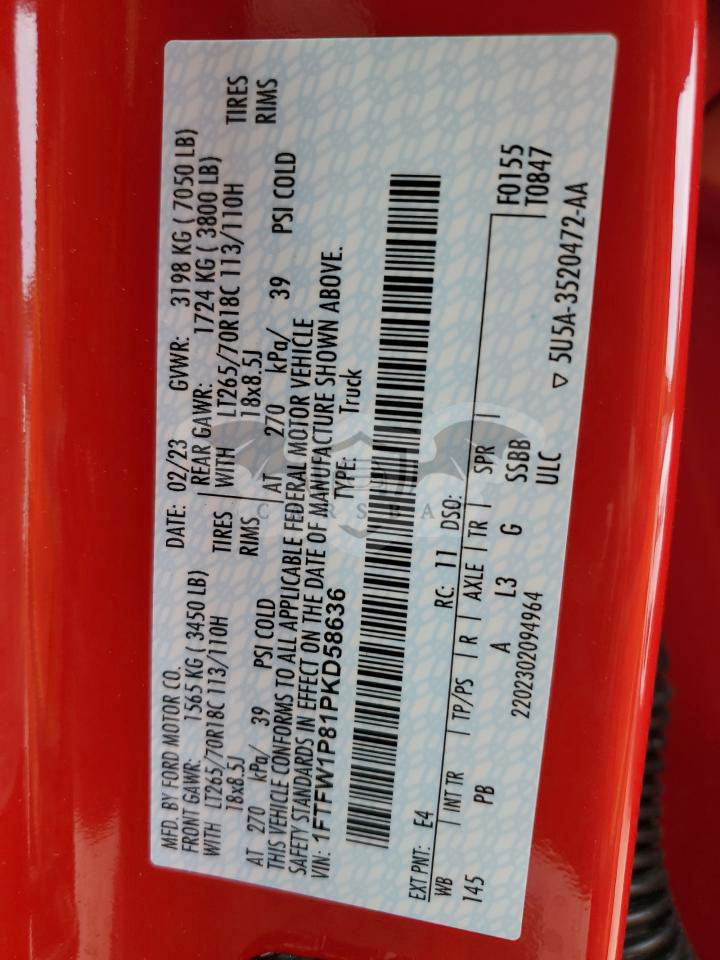 MFD. BY FORD MOTOR CO. DATE: 02/23 GVWR: 3198 KG ( 7050 LB)
FRONT GAWR: 1565 KG ( 3450 LB) REAR GAWR: 1724 KG ( 3800 LB)
WITH LT265/70R18C 113/110H TIRES WITH LT265/70R18C 113/110H TIRES
18x8.5J RIMS 18x8.5J RIMS
AT 270 kPa/ 39 PSI COLD AT 270 kPa/ 39 PSI COLD
THIS VEHICLE CONFORMS TO ALL APPLICABLE FEDERAL MOTOR VEHICLE
SAFETY STANDARDS IN EFFECT ON THE DATE OF MANUFACTURE SHOWN ABOVE.
VIN: 1FTFW1P81PKD58636 TYPE: Truck
EXT PNT: E4 RC: 11 DSO: F0155
WB | INT TR | TP/PS | R | AXLE | TR | SPR | T0847
145 PB A L3 G SSBB
2202302094964 ULC
▽ 5U5A-3520472-AA